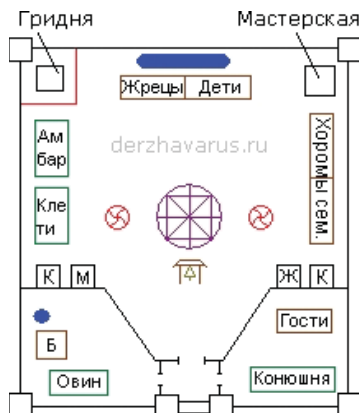 Гридня
Мастерская
Жрецы
Дети
derzhavarus.ru
Ам
бар
Кле
ти
Хоромы сем.
К
М
Ж
К
Б
Гости
Овин
Конюшня